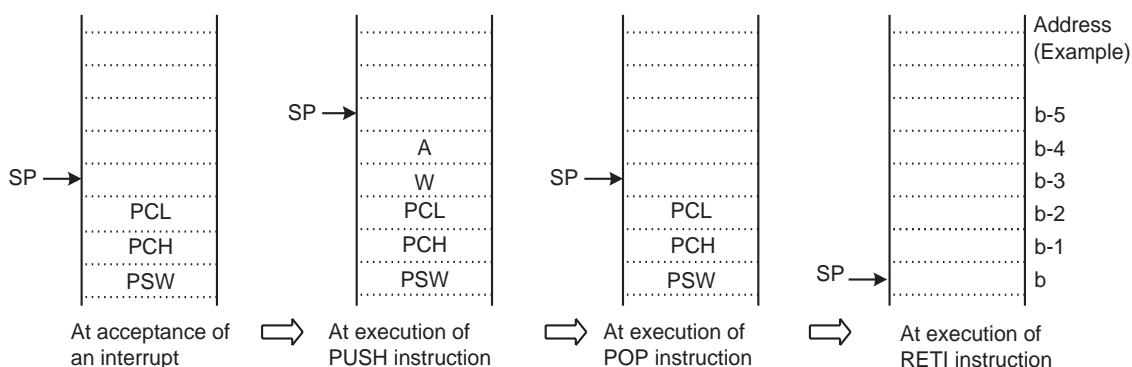 Address
(Example)
SP
b-5
A
b-4
SP
W
SP
b-3
PCL
PCL
PCL
b-2
PCH
PCH
PCH
b-1
PSW
PSW
PSW
SP
b
At acceptance of
an interrupt
At execution of
PUSH instruction
At execution of
POP instruction
At execution of
RETI instruction